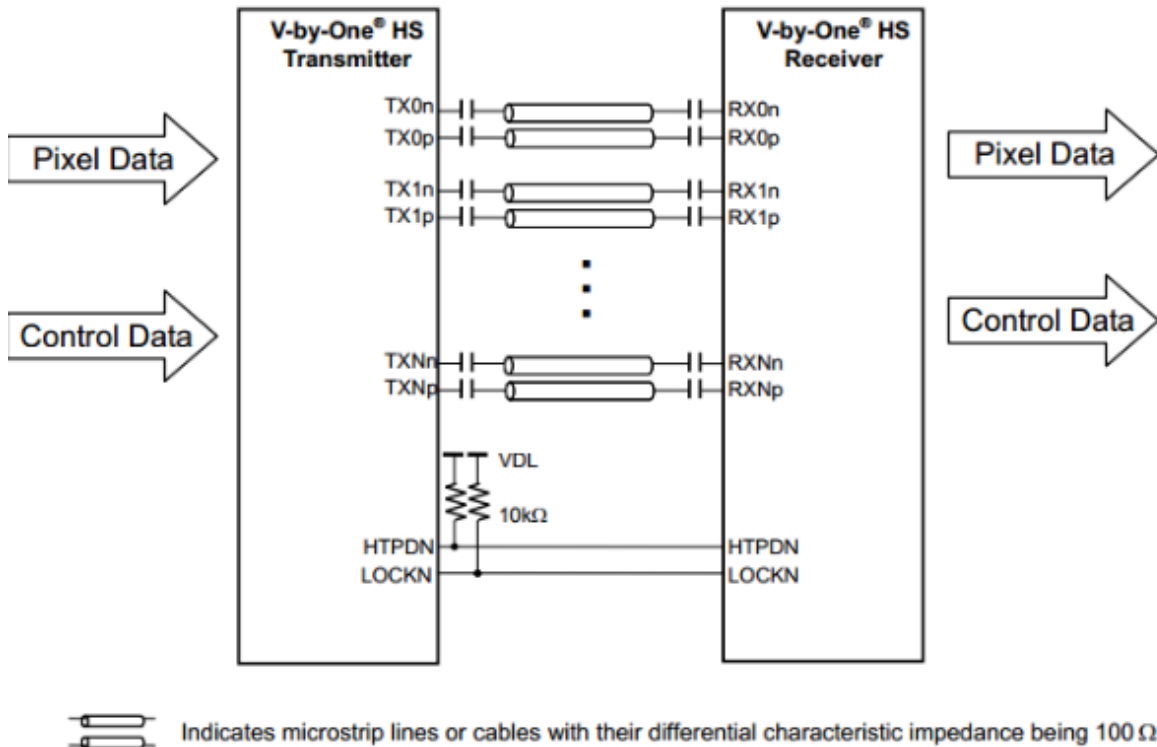 V-by-One® HS
Transmitter
V-by-One® HS
Receiver
TX0n
RX0n
TX0p
RX0p
Pixel Data
Pixel Data
TX1n
RX1n
TX1p
RX1p
Control Data
Control Data
TXNn
RXNn
TXNp
RXNp
VDL
10kΩ
HTPDN
HTPDN
LOCKN
LOCKN
Indicates microstrip lines or cables with their differential characteristic impedance being 100 Ω